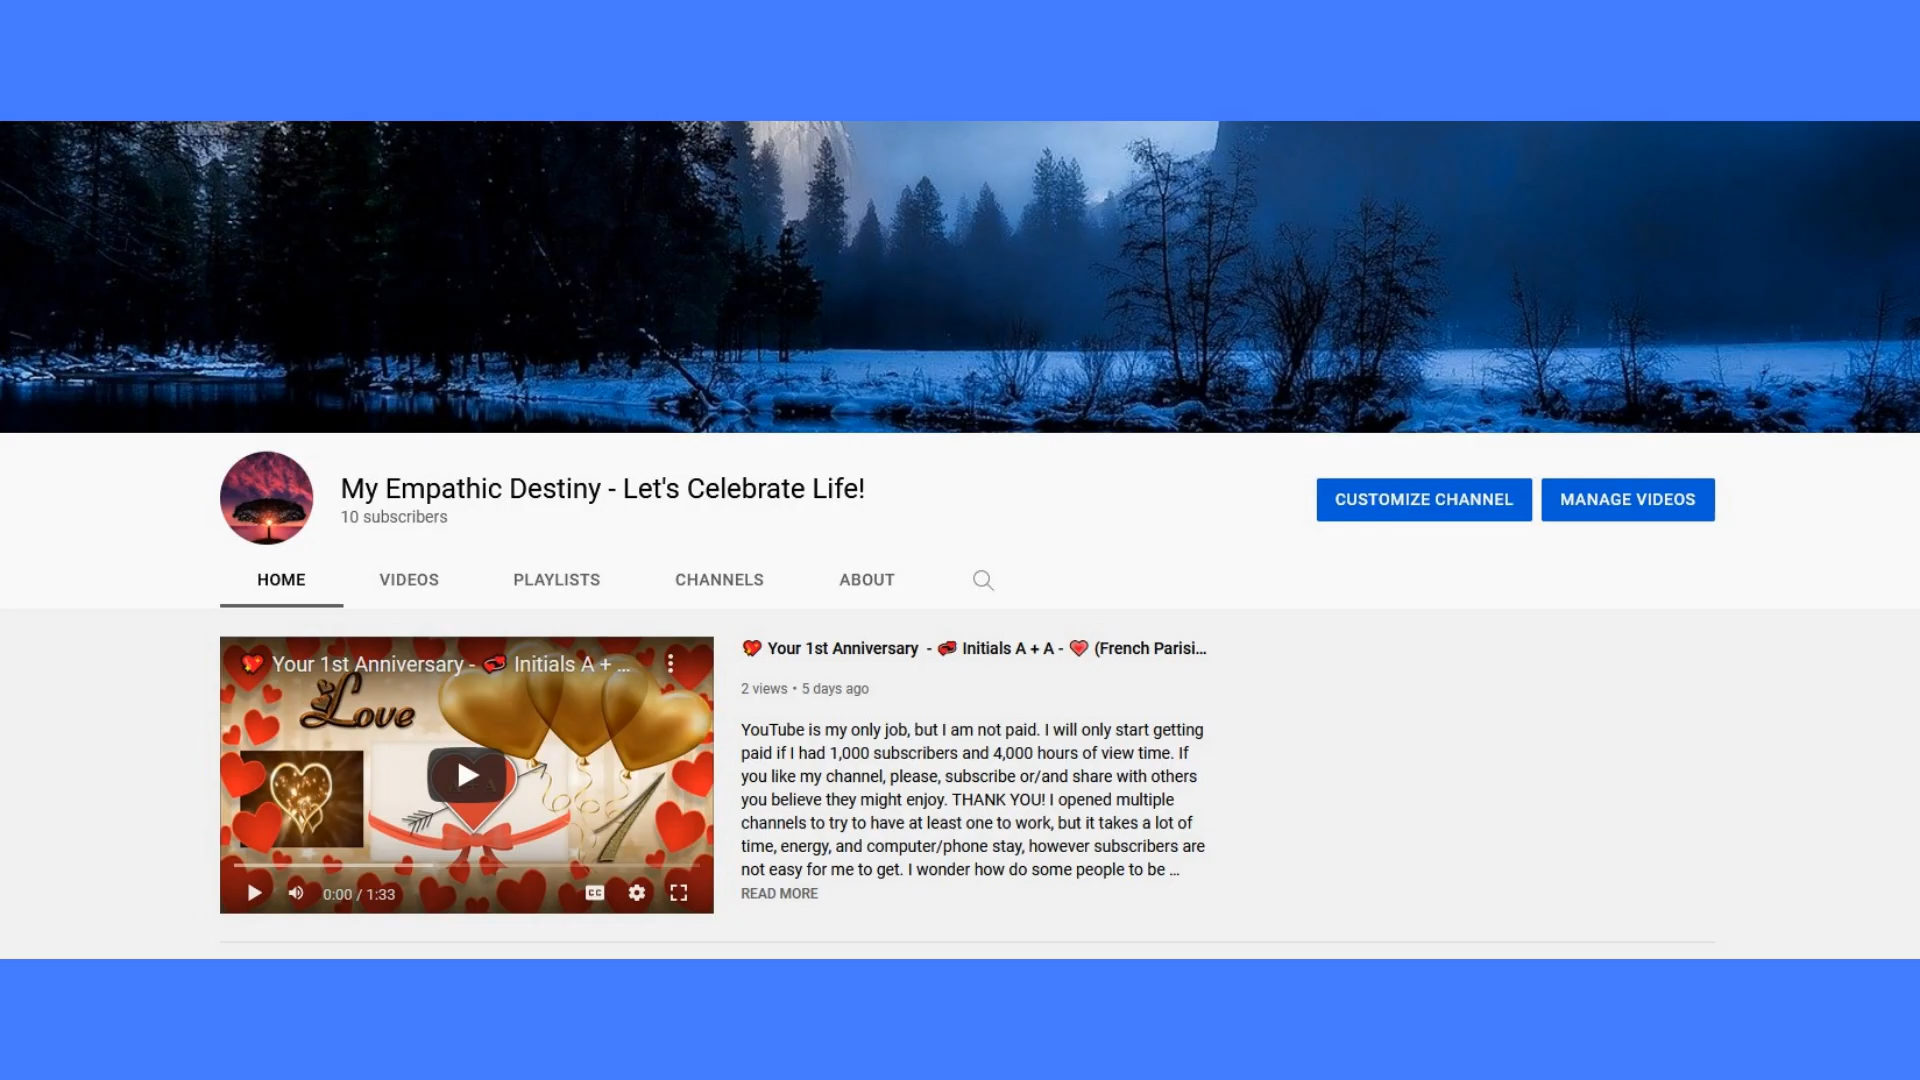 My Empathic Destiny - Let's Celebrate Life!
10 subscribers
CUSTOMIZE CHANNEL
MANAGE VIDEOS
HOME
VIDEOS
PLAYLISTS
CHANNELS
ABOUT
💖 Your 1st Anniversary - 💝 Initials A + ...
Love
0:00 / 1:33
CC
💖 Your 1st Anniversary - 💝 Initials A + A - 💗 (French Parisi...
2 views • 5 days ago
YouTube is my only job, but I am not paid. I will only start getting
paid if I had 1,000 subscribers and 4,000 hours of view time. If
you like my channel, please, subscribe or/and share with others
you believe they might enjoy. THANK YOU! I opened multiple
channels to try to have at least one to work, but it takes a lot of
time, energy, and computer/phone stay, however subscribers are
not easy for me to get. I wonder how do some people to be ...
READ MORE